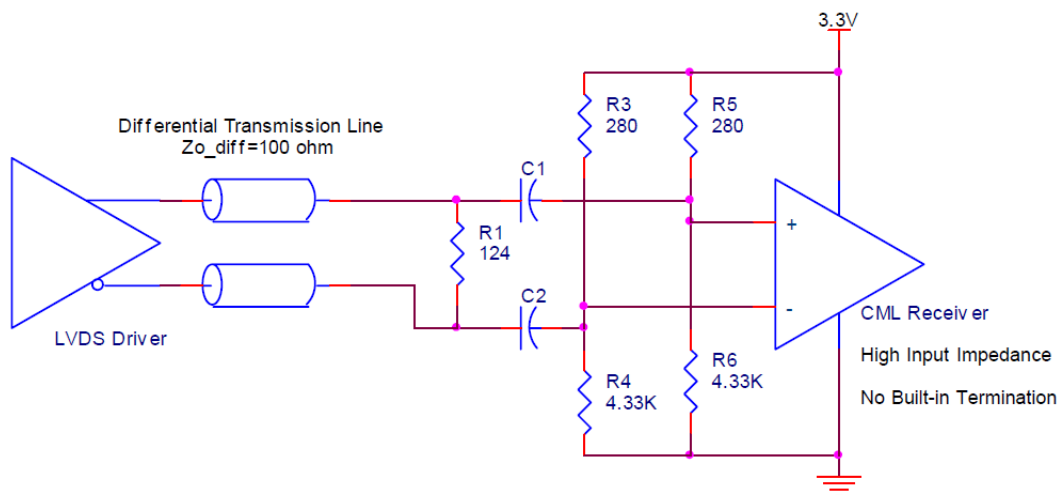 3.3V
Differential Transmission Line
Zo_diff=100 ohm
R3
280
R5
280
C1
R1
124
+
-
C2
LVDS Driver
CML Receiver
R4
4.33K
R6
4.33K
High Input Impedance
No Built-in Termination